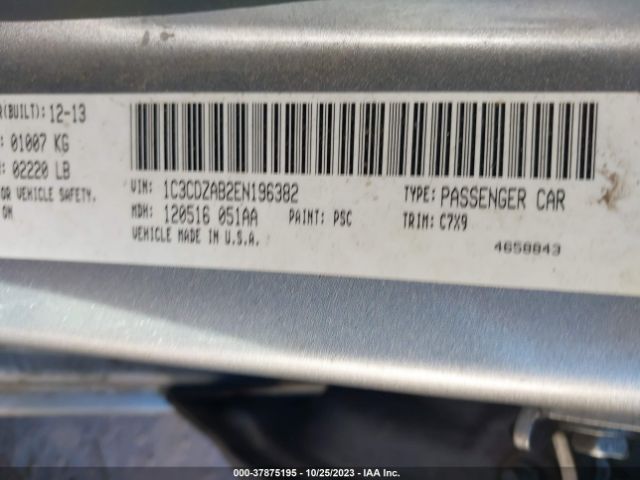 R(BUILT): 12-13
: 01007 KG
: 02220 LB
OR VEHICLE SAFETY.
ON
VIN: 1C3CDZAB2EN196382 TYPE: PASSENGER CAR
MDH: 120516 051AA PAINT: PSC TRIM: C7X9
VEHICLE MADE IN U.S.A. 4658843
000-37875195 - 10/25/2023 - IAA Inc.